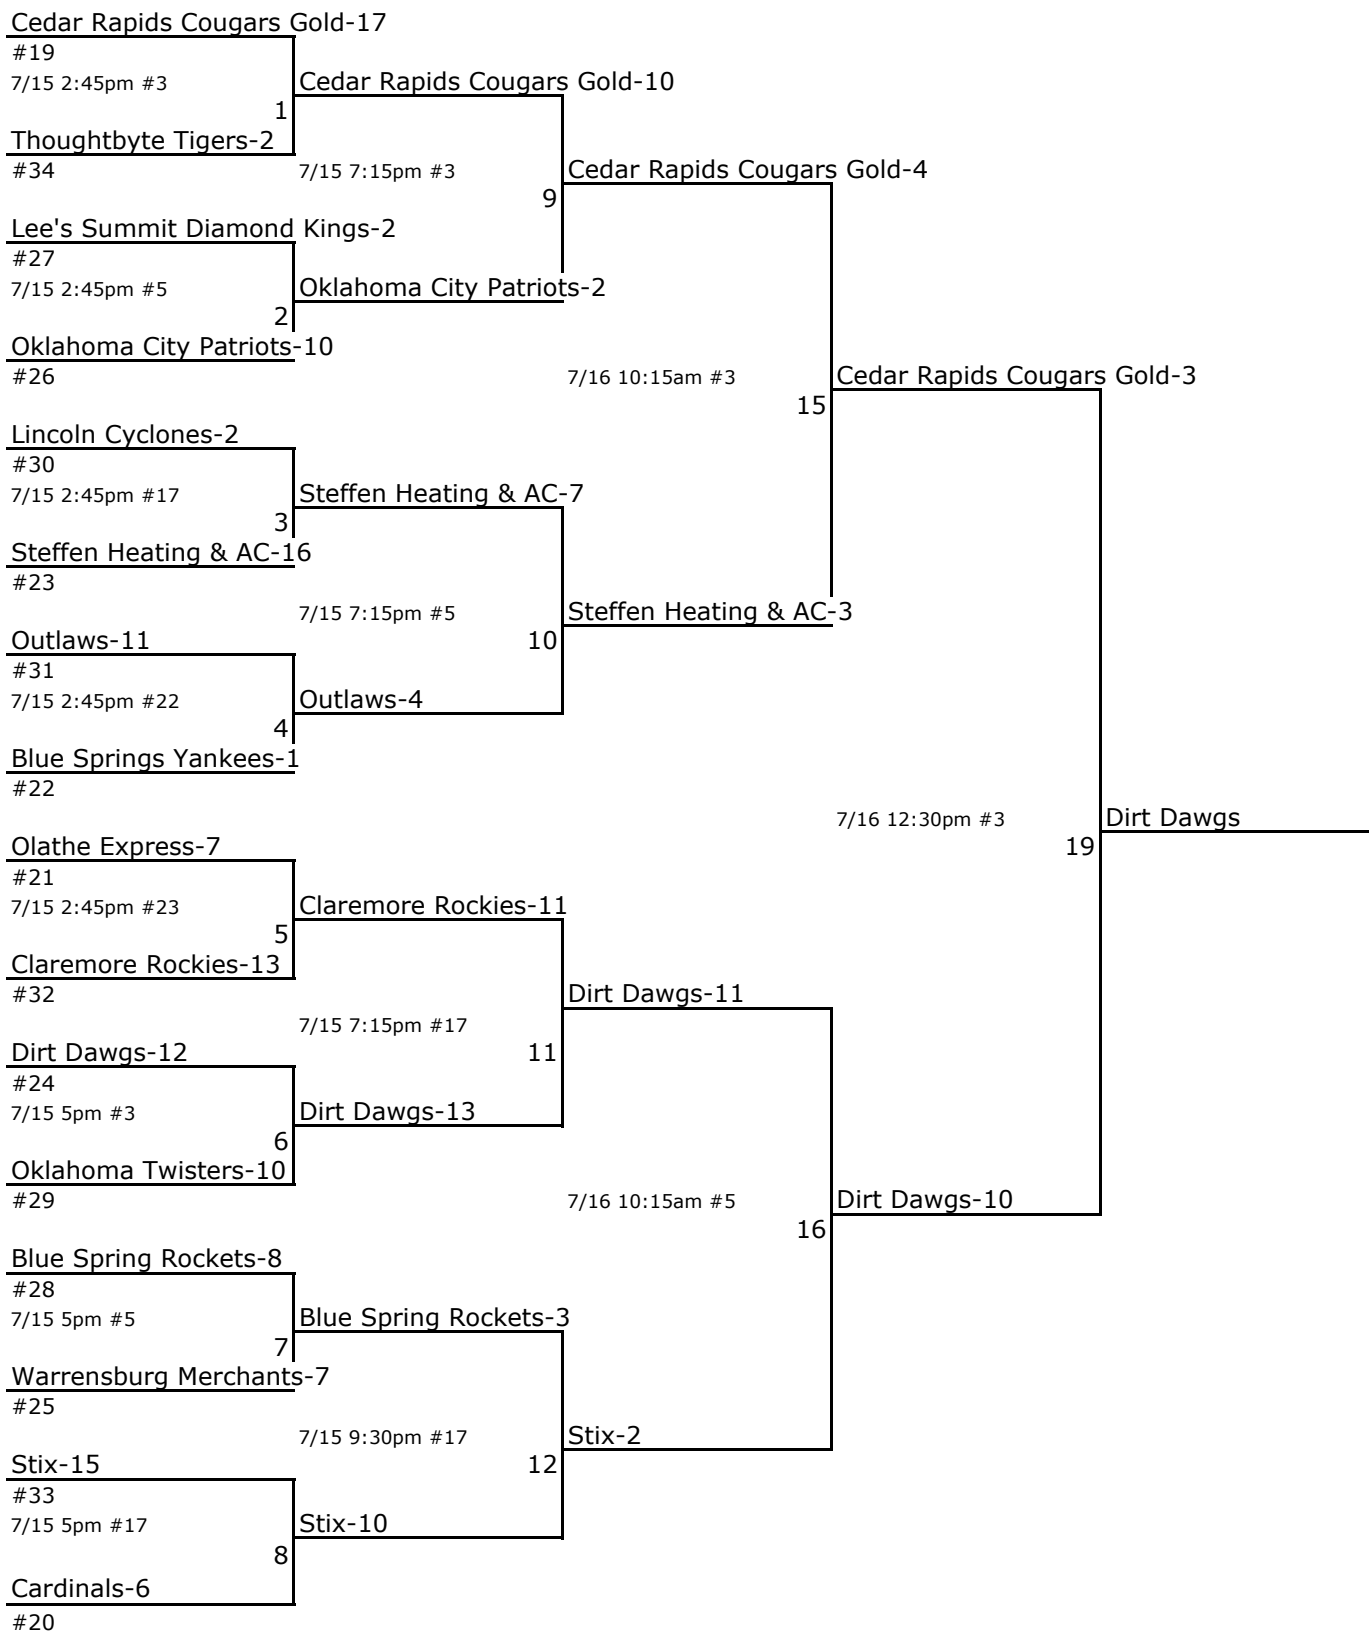 Cedar Rapids Cougars Gold-17
#19
7/15 2:45pm #3
Cedar Rapids Cougars Gold-10
1
Thoughtbyte Tigers-2
#34
7/15 7:15pm #3
Cedar Rapids Cougars Gold-4
9
Lee's Summit Diamond Kings-2
#27
7/15 2:45pm #5
Oklahoma City Patriots-2
2
Oklahoma City Patriots-10
#26
7/16 10:15am #3
Cedar Rapids Cougars Gold-3
15
Lincoln Cyclones-2
#30
7/15 2:45pm #17
Steffen Heating & AC-7
3
Steffen Heating & AC-16
#23
7/15 7:15pm #5
Steffen Heating & AC-3
10
Outlaws-11
#31
7/15 2:45pm #22
Outlaws-4
4
Blue Springs Yankees-1
#22
7/16 12:30pm #3
Dirt Dawgs
19
Olathe Express-7
#21
7/15 2:45pm #23
Claremore Rockies-11
5
Claremore Rockies-13
#32
Dirt Dawgs-11
7/15 7:15pm #17
11
Dirt Dawgs-12
#24
7/15 5pm #3
Dirt Dawgs-13
6
Oklahoma Twisters-10
#29
7/16 10:15am #5
Dirt Dawgs-10
16
Blue Spring Rockets-8
#28
7/15 5pm #5
Blue Spring Rockets-3
7
Warrensburg Merchants-7
#25
7/15 9:30pm #17
Stix-2
12
Stix-15
#33
7/15 5pm #17
Stix-10
8
Cardinals-6
#20